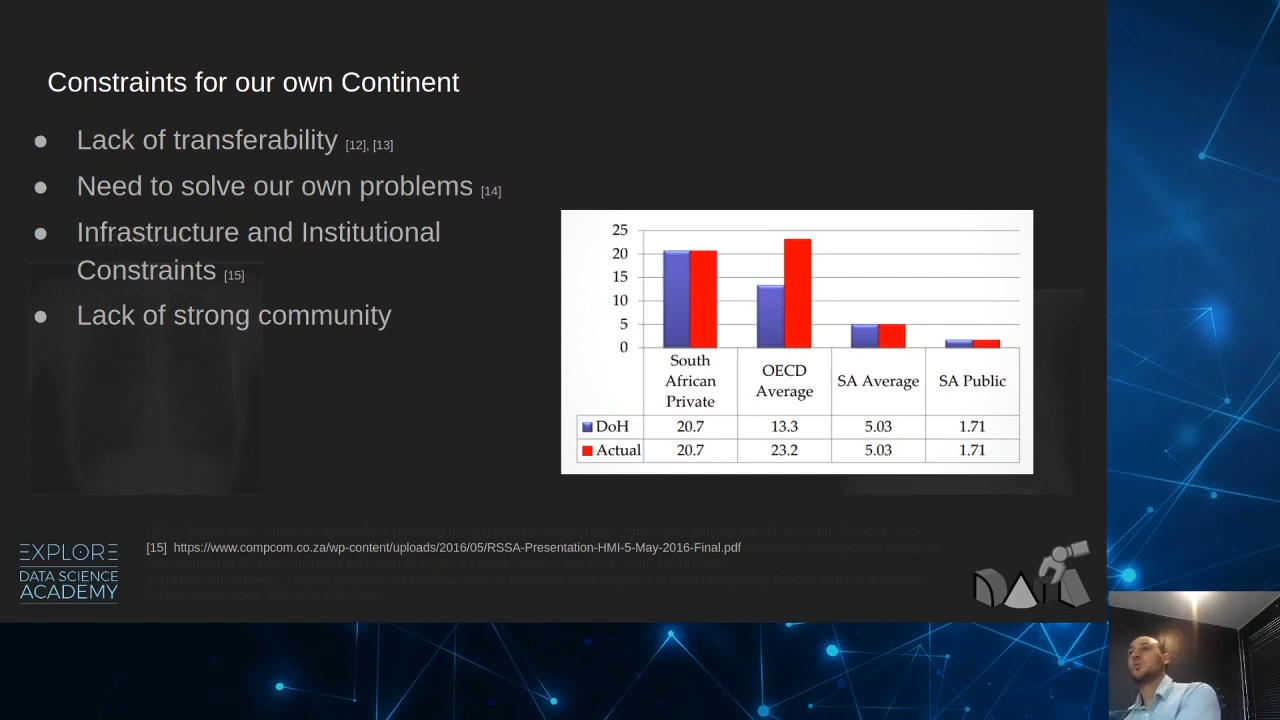 Constraints for our own Continent
● Lack of transferability [12], [13]
● Need to solve our own problems [14]
● Infrastructure and Institutional
Constraints [15]
● Lack of strong community
25
20
15
10
5
0
South
African
Private
OECD
Average
SA Average
SA Public
DoH 20.7 13.3 5.03 1.71
Actual 20.7 23.2 5.03 1.71
[15] https://www.compcom.co.za/wp-content/uploads/2016/05/RSSA-Presentation-HMI-5-May-2016-Final.pdf
EXPLORE
DATA SCIENCE
ACADEMY